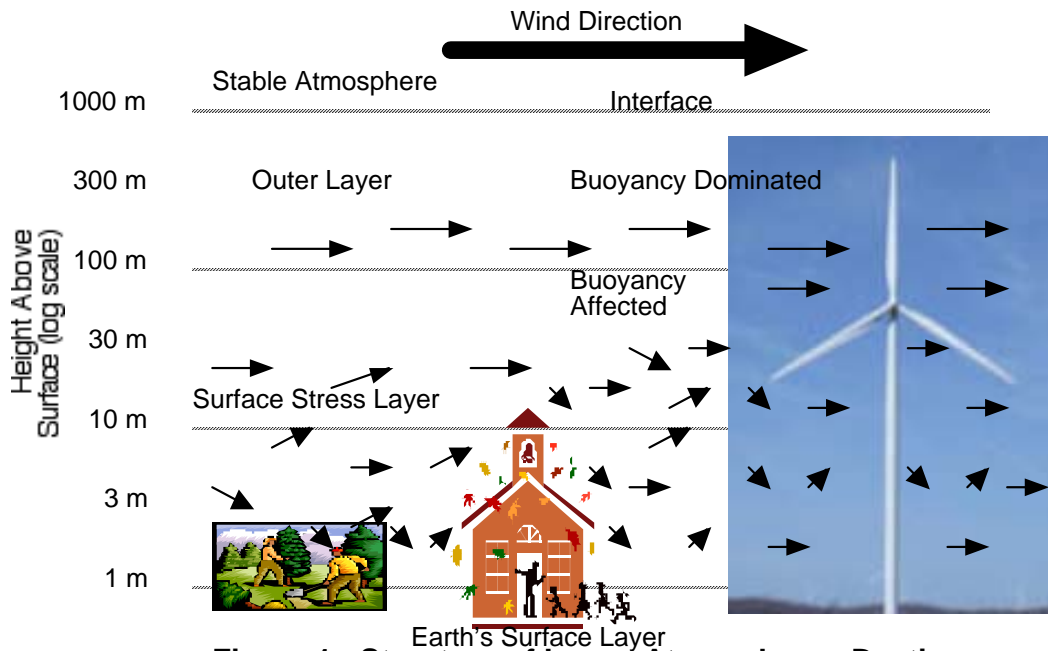 Wind Direction
Stable Atmosphere
1000 m
Interface
300 m
Outer Layer
Buoyancy Dominated
100 m
Buoyancy
Affected
Height Above
Surface (log scale)
30 m
Surface Stress Layer
10 m
3 m
1 m
Earth's Surface Layer